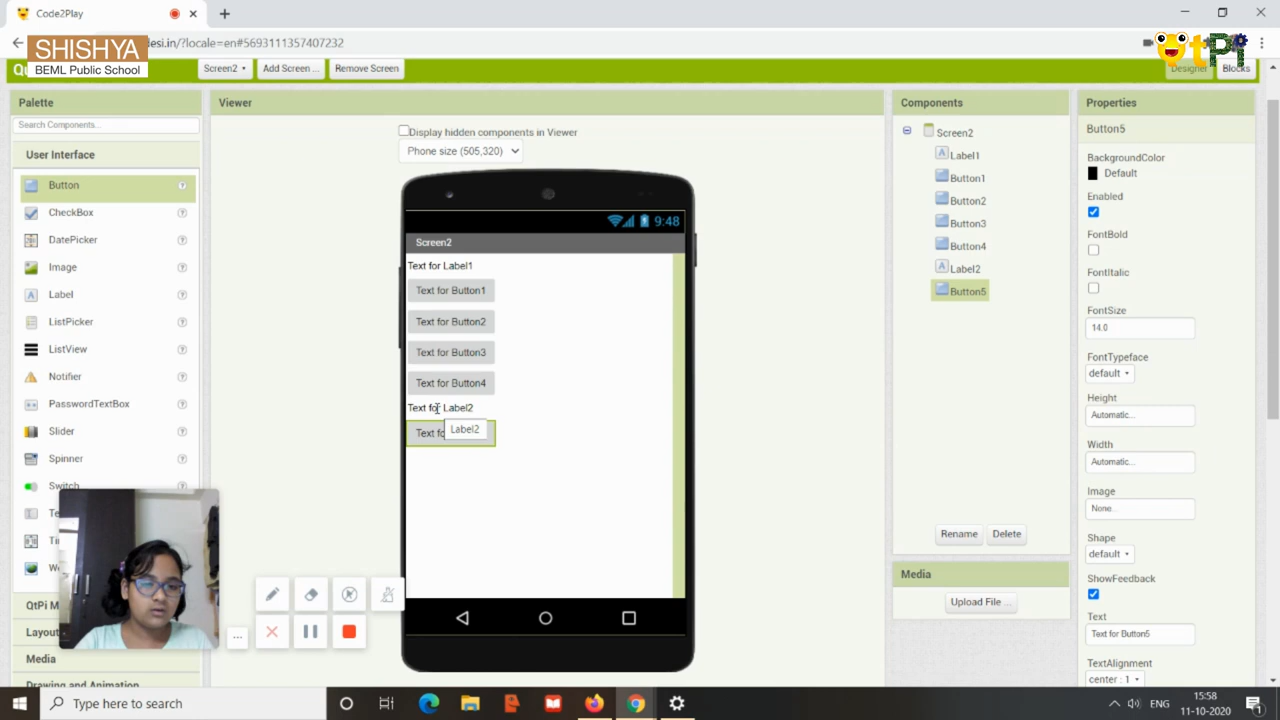 Code2Play
desi.in/?locale=en#5693111357407232
SHISHYA
BEML Public School
QtPi
Screen2
Add Screen ...
Remove Screen
Designer
Blocks
Palette
Viewer
Components
Properties
Search Components...
User Interface
Button
CheckBox
DatePicker
Image
Label
ListPicker
ListView
Notifier
PasswordTextBox
Slider
Spinner
Switch
QtPi M
Layou
Media
Drawing and Animation
Display hidden components in Viewer
Phone size (505,320)
9:48
Screen2
Text for Label1
Text for Button1
Text for Button2
Text for Button3
Text for Button4
Text for Label2
Text fo
Label2
Screen2
Label1
Button1
Button2
Button3
Button4
Label2
Button5
Rename
Delete
Media
Upload File ...
Button5
BackgroundColor
Default
Enabled
FontBold
FontItalic
FontSize
14.0
FontTypeface
default
Height
Automatic...
Width
Automatic...
Image
None...
Shape
default
ShowFeedback
Text
Text for Button5
TextAlignment
center : 1
Type here to search
ENG
15:58
11-10-2020